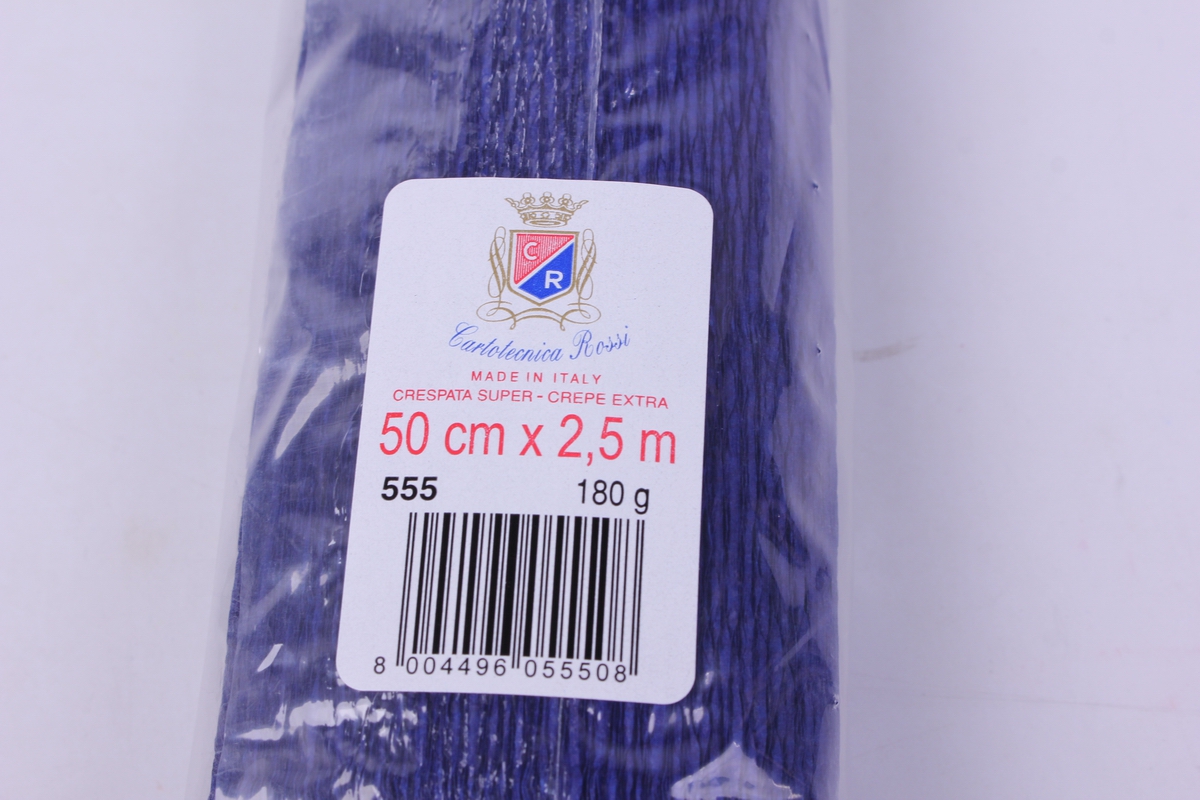 C
R
Cartotecnica Rossi
MADE IN ITALY
CRESPATA SUPER - CREPE EXTRA
50 cm x 2,5 m
555 180 g
8 004496 055508